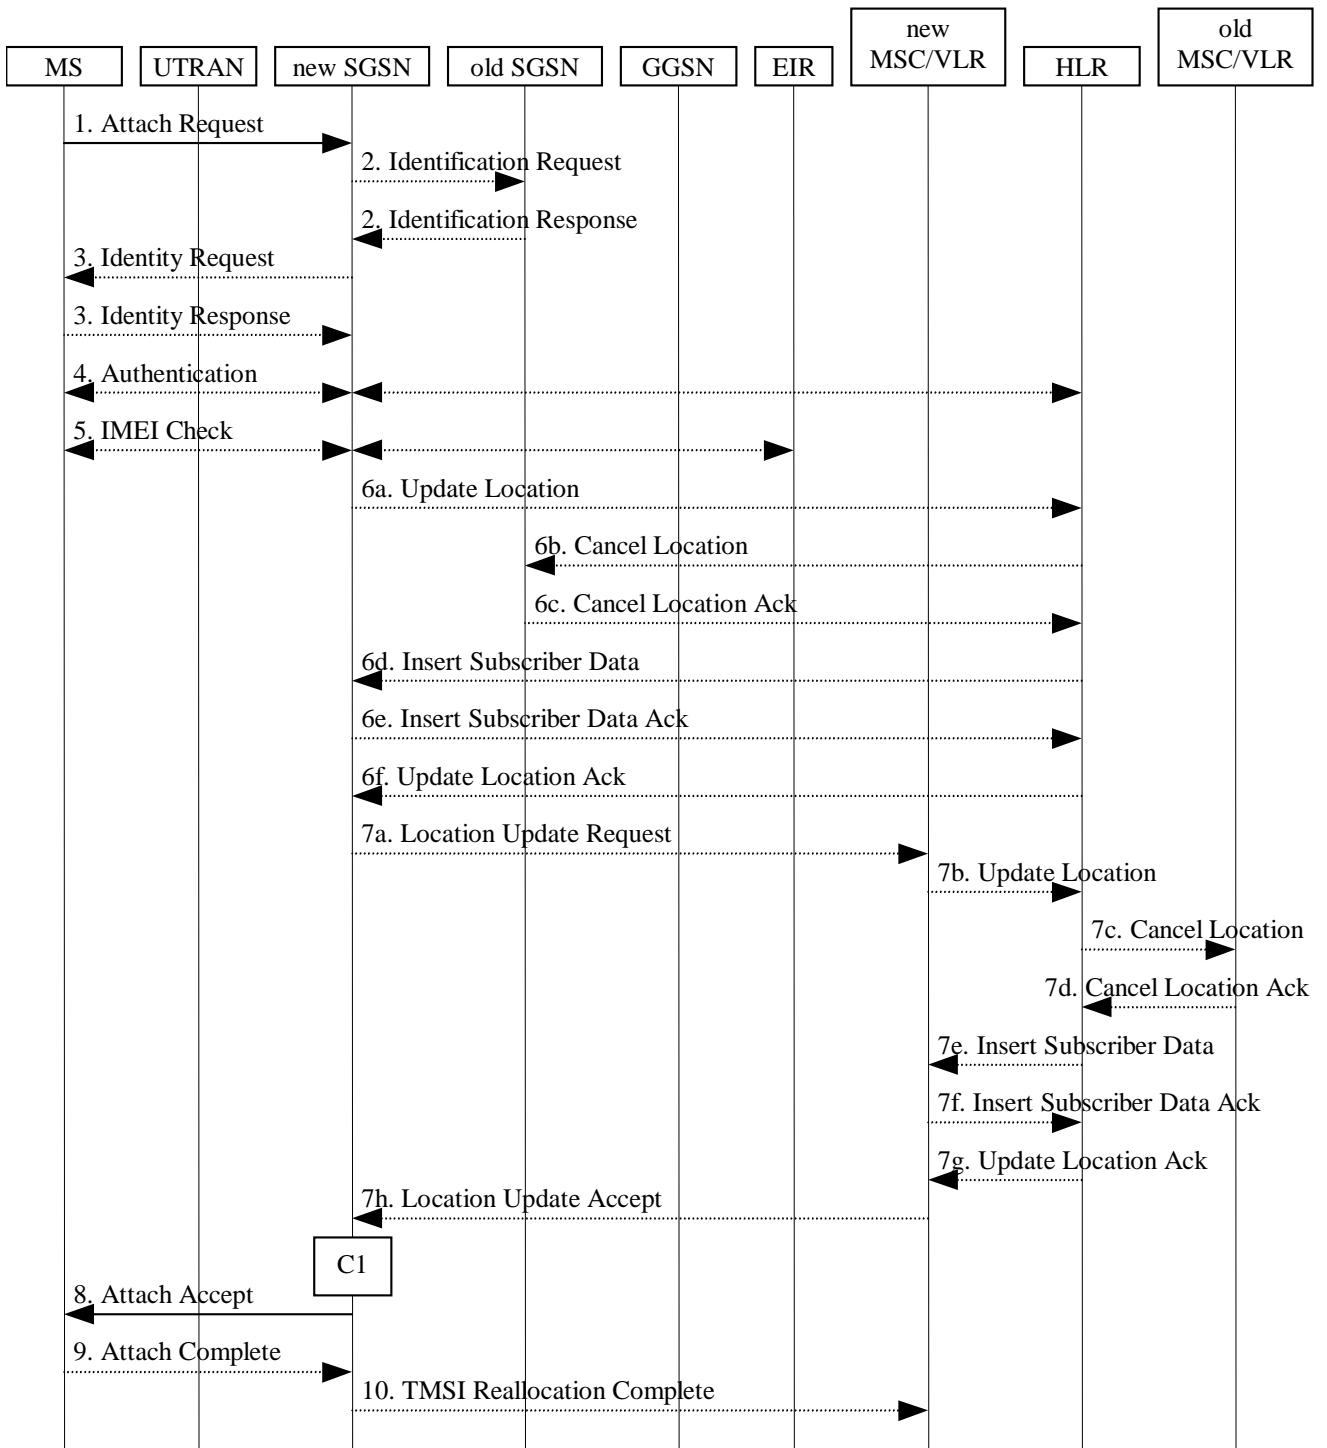 new
old
MSC/VLR
MSC/VLR
MS
UTRAN
new SGSN
old SGSN
GGSN
EIR
HLR
1. Attach Request
2. Identification Request
2. Identification Response
3. Identity Request
3. Identity Response
4. Authentication
5. IMEI Check
6a. Update Location
6b. Cancel Location
6c. Cancel Location Ack
6d. Insert Subscriber Data
6e. Insert Subscriber Data Ack
6f. Update Location Ack
7a. Location Update Request
7b. Update Location
7c. Cancel Location
7d. Cancel Location Ack
7e. Insert Subscriber Data
7f. Insert Subscriber Data Ack
7g. Update Location Ack
7h. Location Update Accept
C1
8. Attach Accept
9. Attach Complete
10. TMSI Reallocation Complete